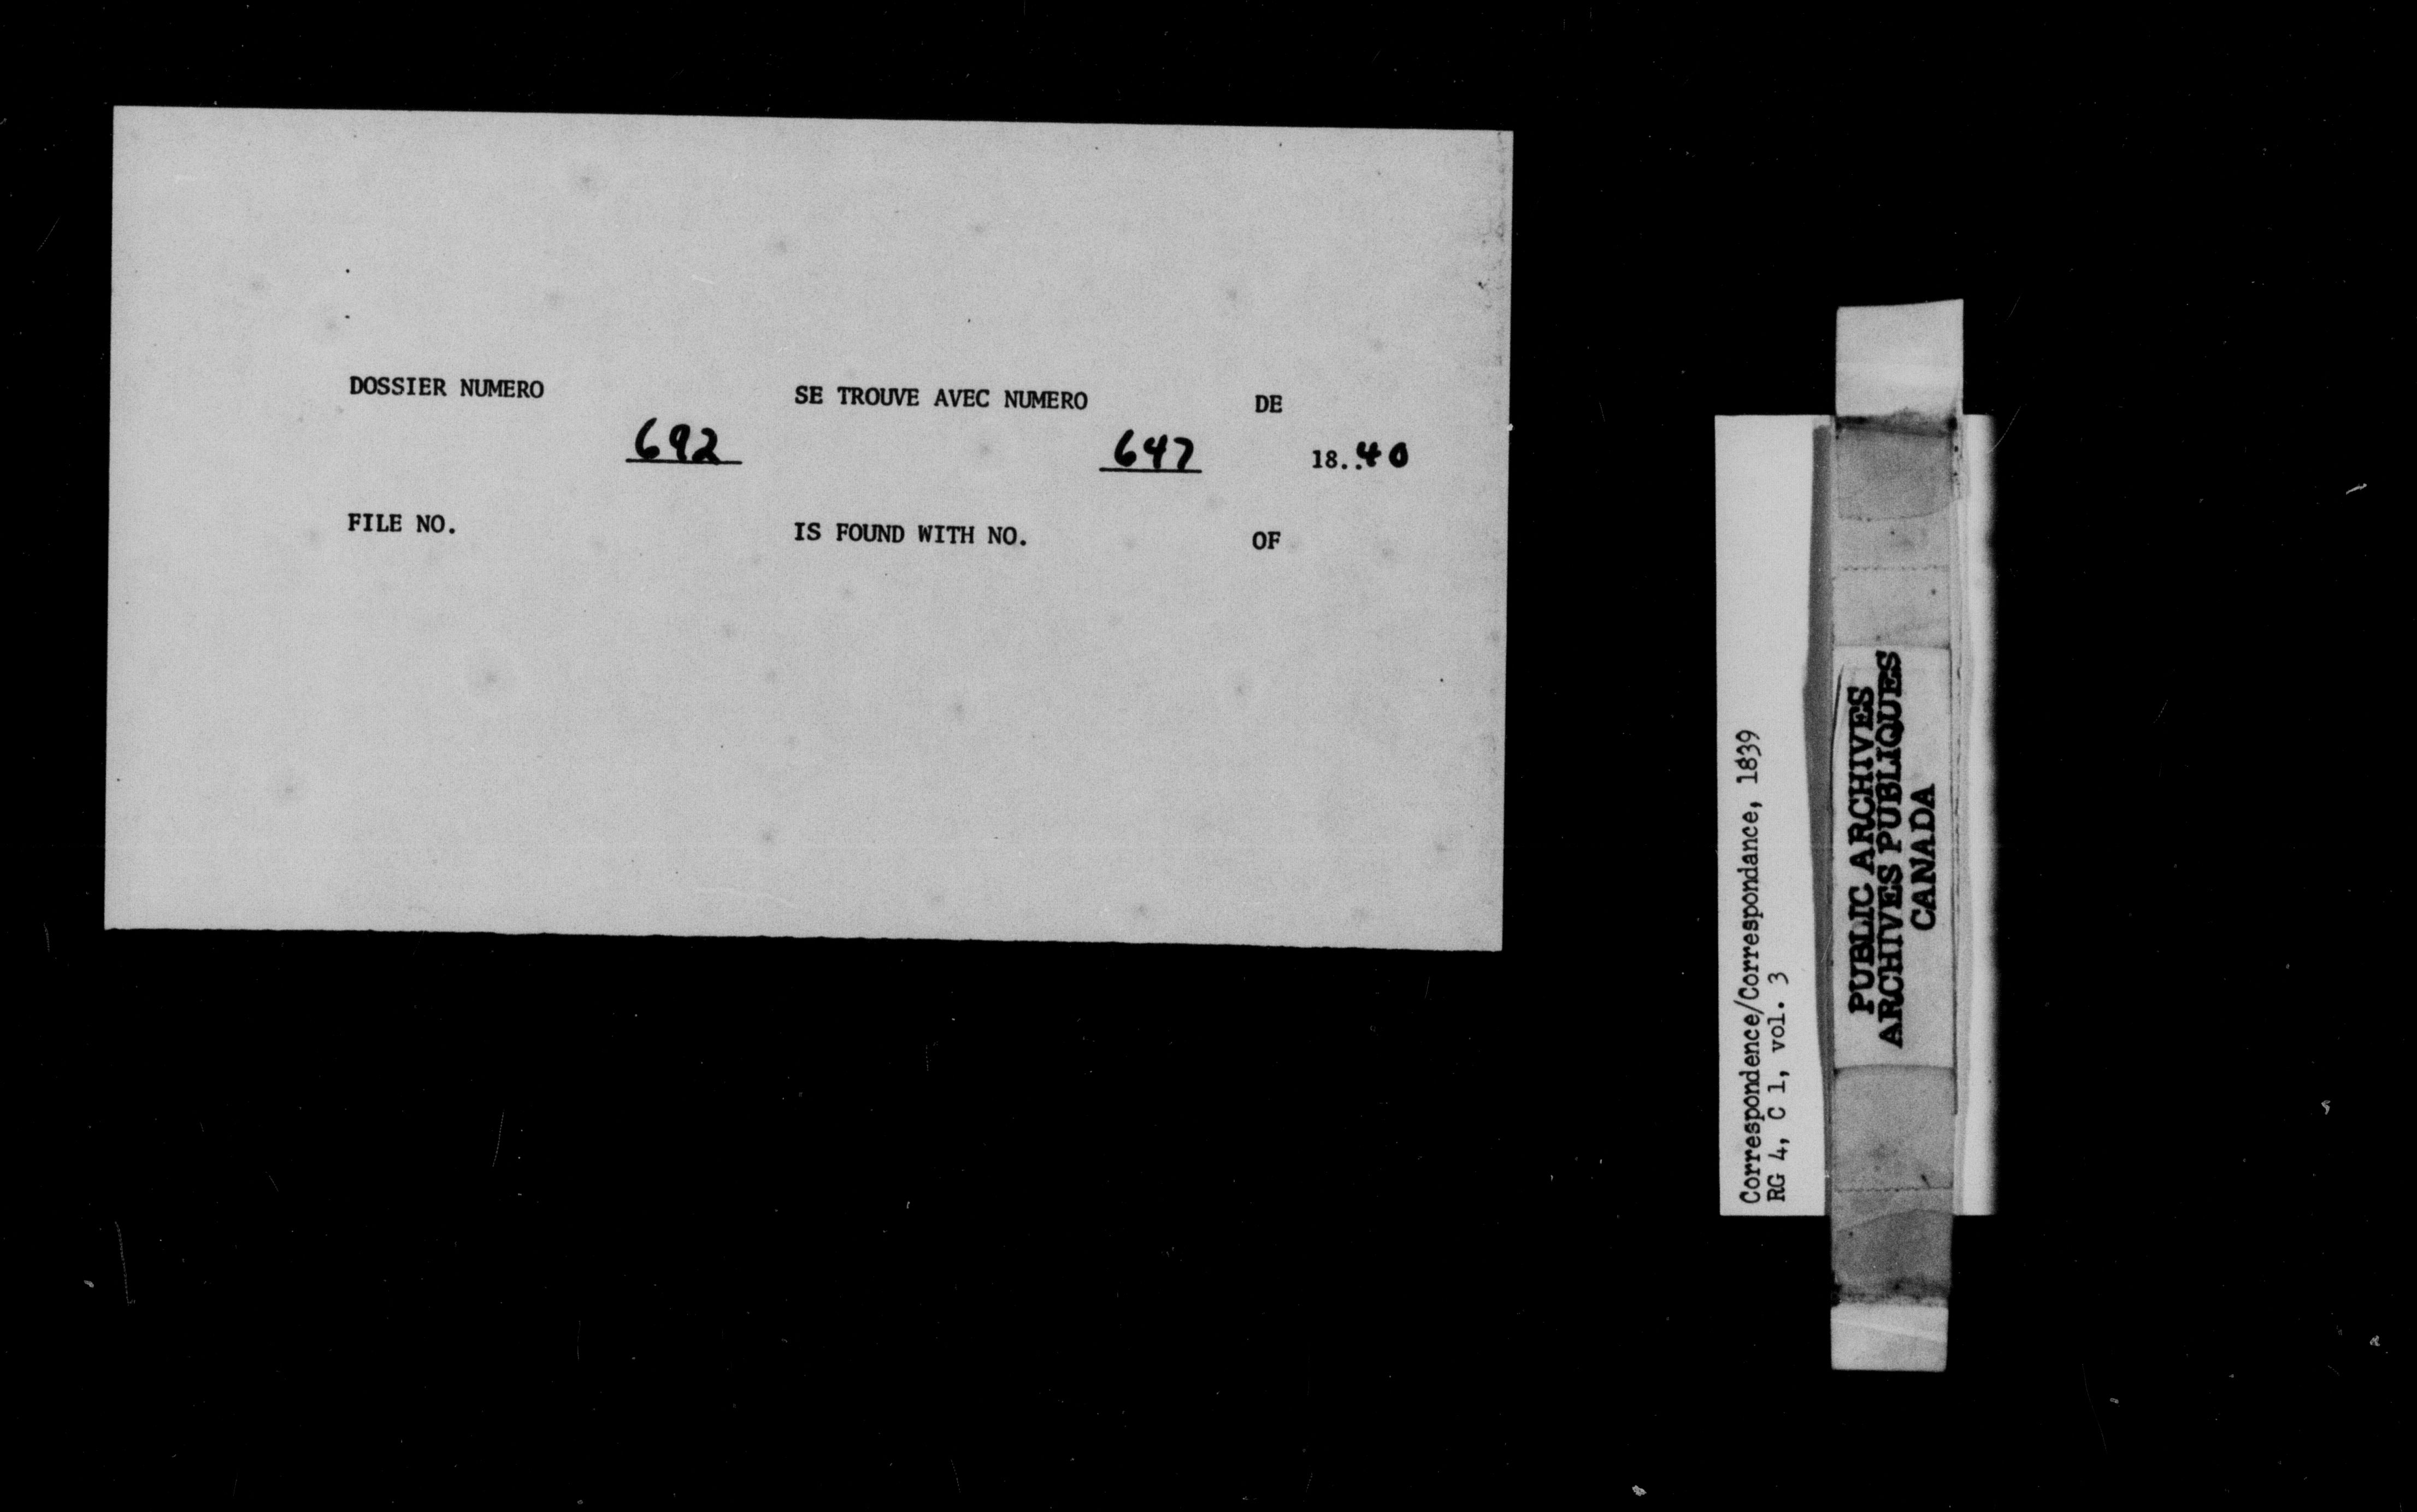 DOSSIER NUMERO SE TROUVE AVEC NUMERO DE
692 647 18..40
FILE NO. IS FOUND WITH NO. OF
Correspondence/Correspondance, 1839
RG 4, C 1, vol. 3
PUBLIC ARCHIVES
ARCHIVES PUBLIQUES
CANADA